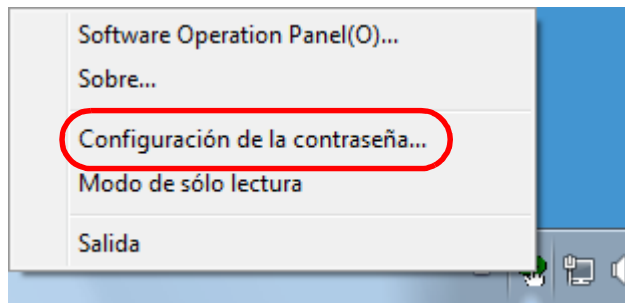 Software Operation Panel(O)...
Sobre...
Configuración de la contraseña...
Modo de sólo lectura
Salida